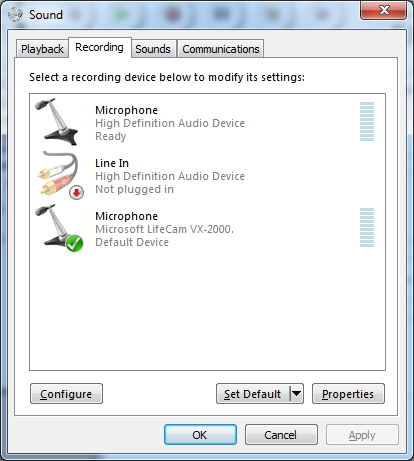 Sound
Playback Recording Sounds Communications
Select a recording device below to modify its settings:
Microphone
High Definition Audio Device
Ready
Line In
High Definition Audio Device
Not plugged in
Microphone
Microsoft LifeCam VX-2000.
Default Device
Configure Set Default Properties
OK Cancel Apply